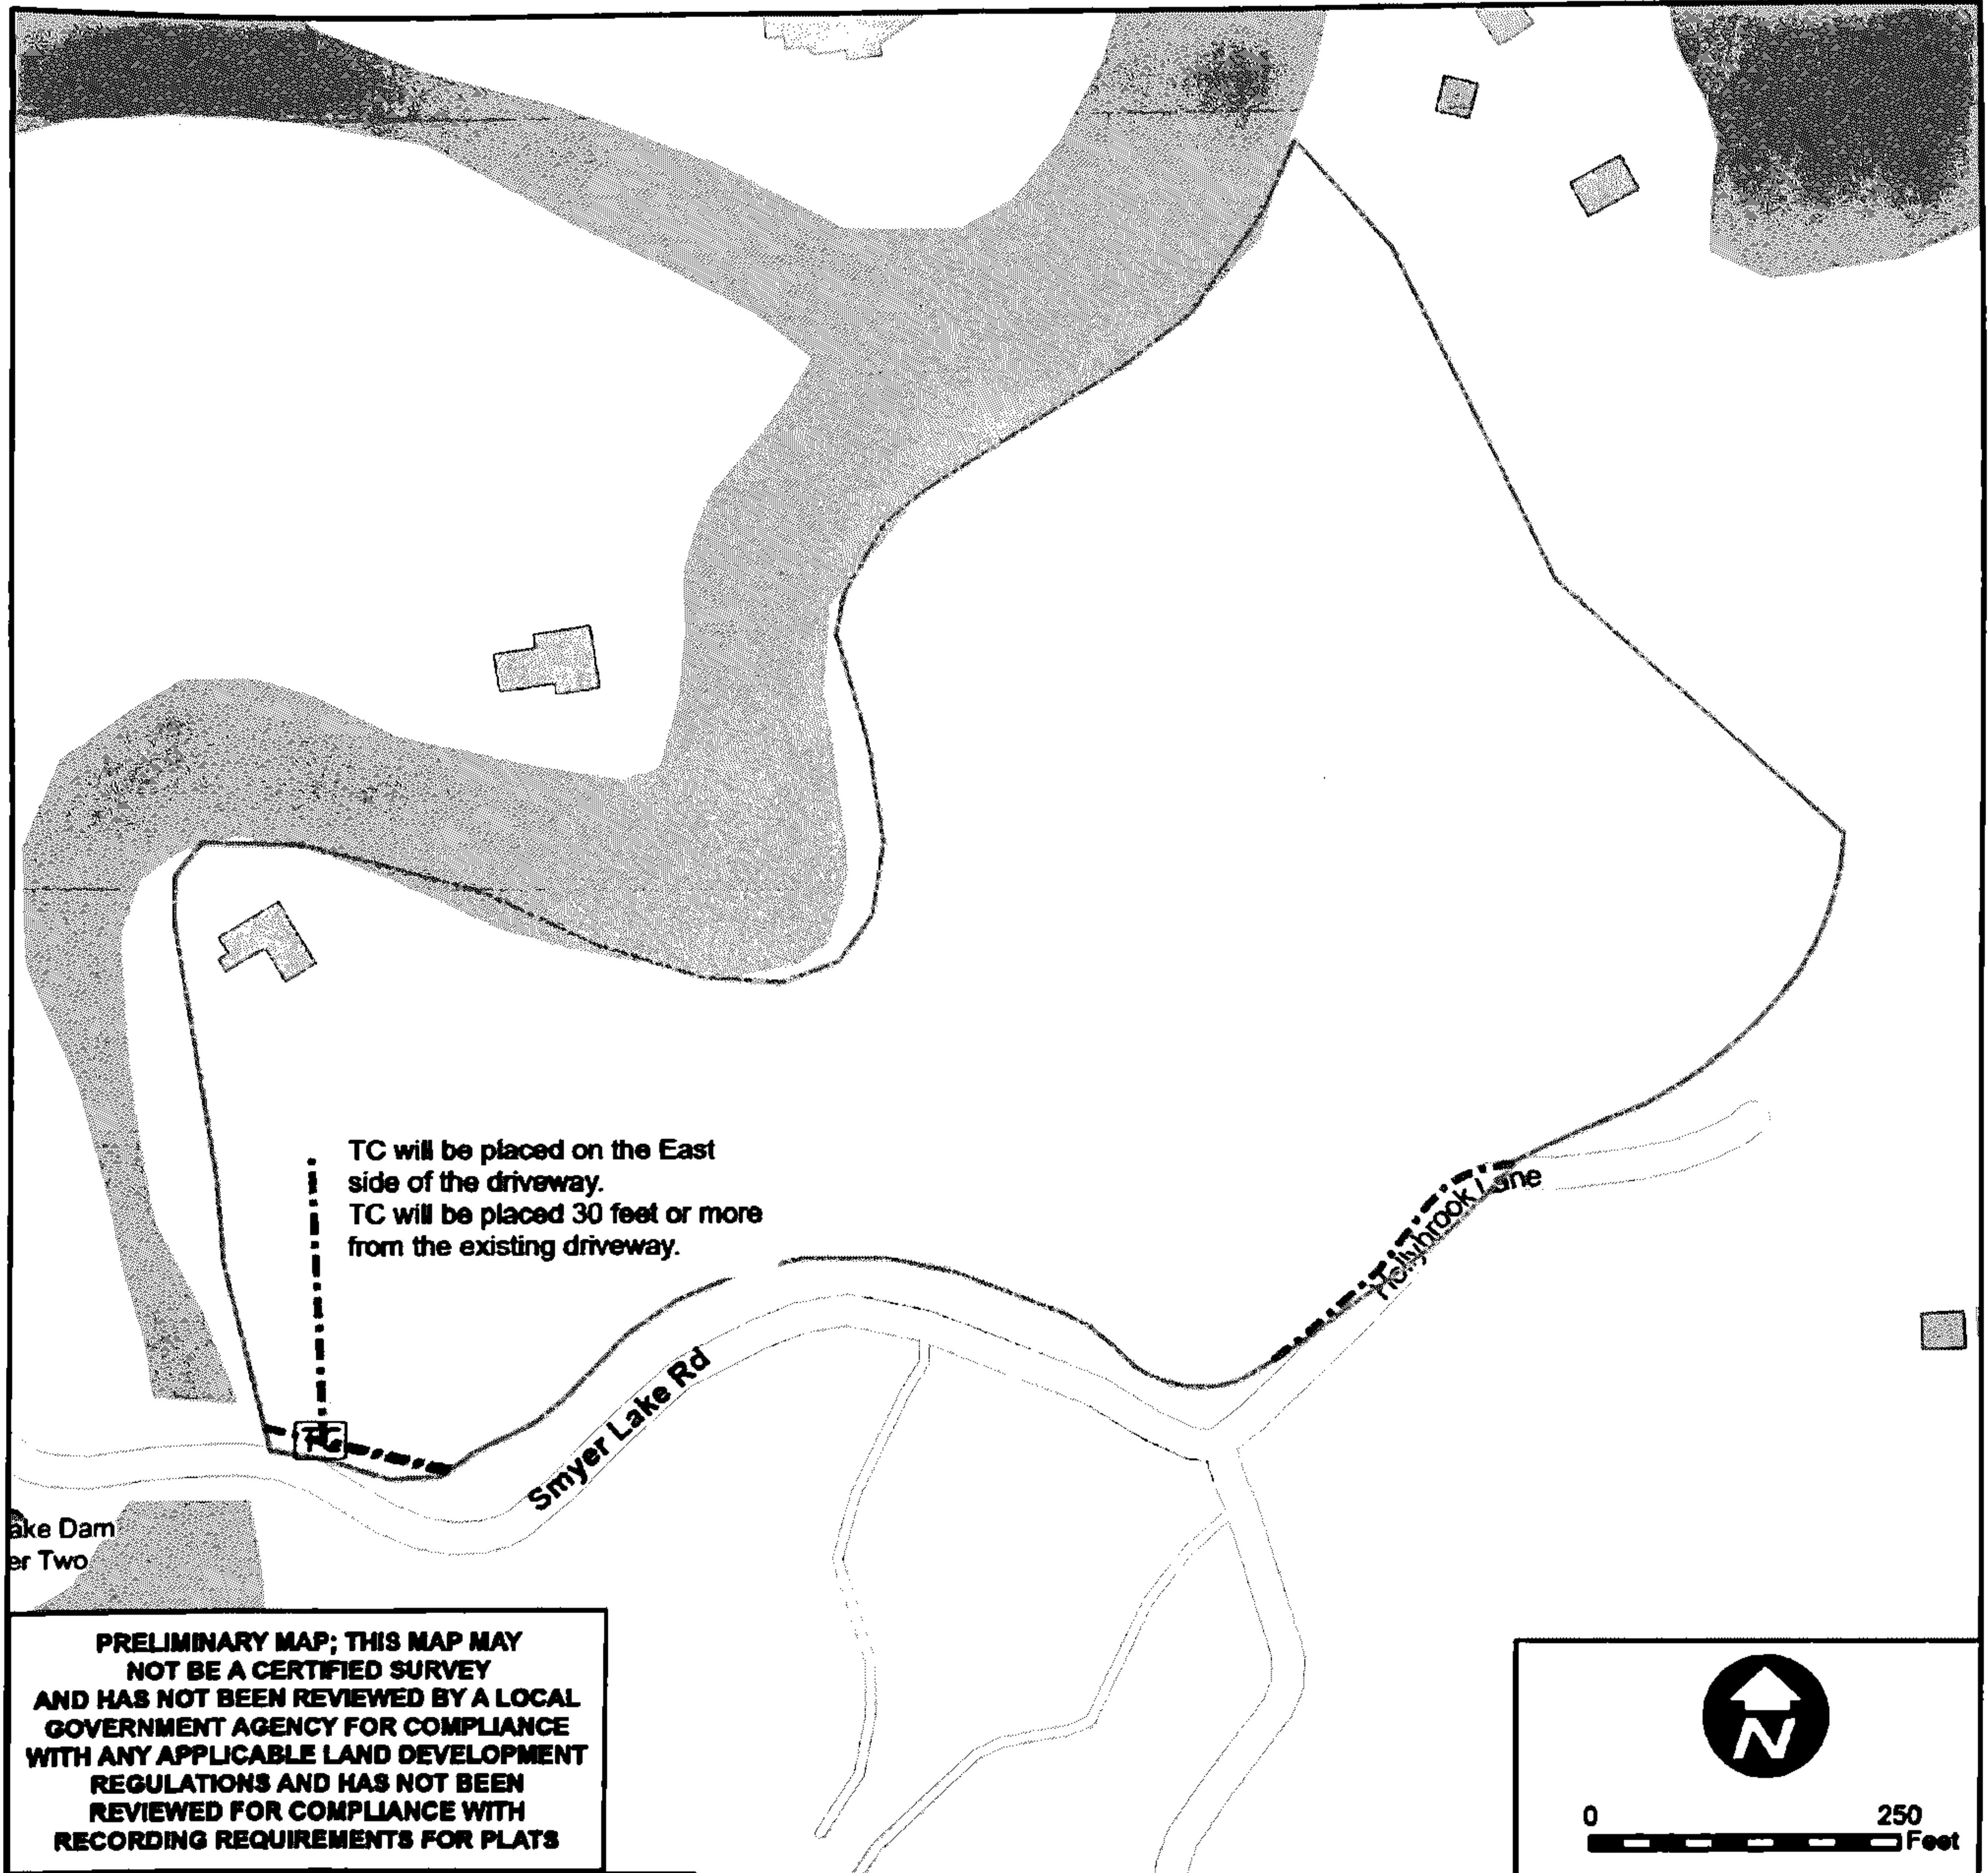 TC will be placed on the East
side of the driveway.
TC will be placed 30 feet or more
from the existing driveway.
Hollybrook Lane
TC
Smyer Lake Rd
ake Dam
er Two
PRELIMINARY MAP; THIS MAP MAY
NOT BE A CERTIFIED SURVEY
AND HAS NOT BEEN REVIEWED BY A LOCAL
GOVERNMENT AGENCY FOR COMPLIANCE
WITH ANY APPLICABLE LAND DEVELOPMENT
REGULATIONS AND HAS NOT BEEN
REVIEWED FOR COMPLIANCE WITH
RECORDING REQUIREMENTS FOR PLATS
N
0 250
Feet